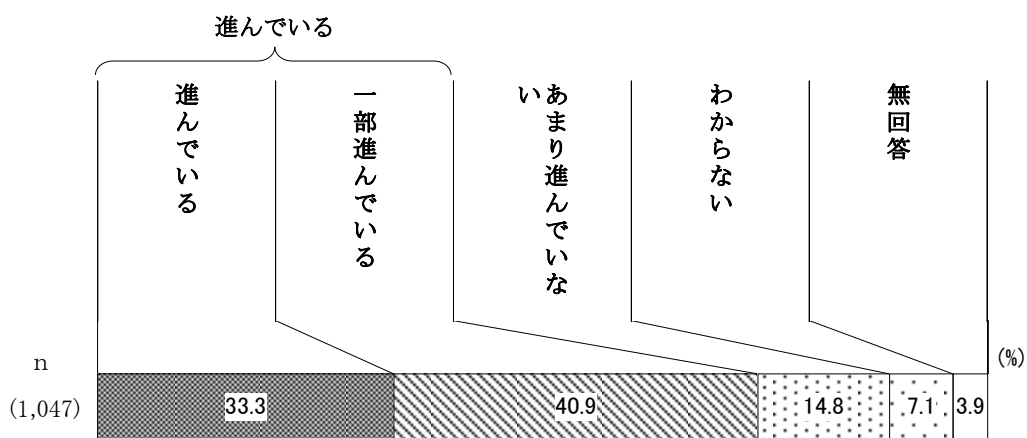 進んでいる
進んでいる
一部進んでいる
あまり進んでいな
い
わからない
無回答
(%)
n
(1,047)
33.3
40.9
14.8
7.1
3.9